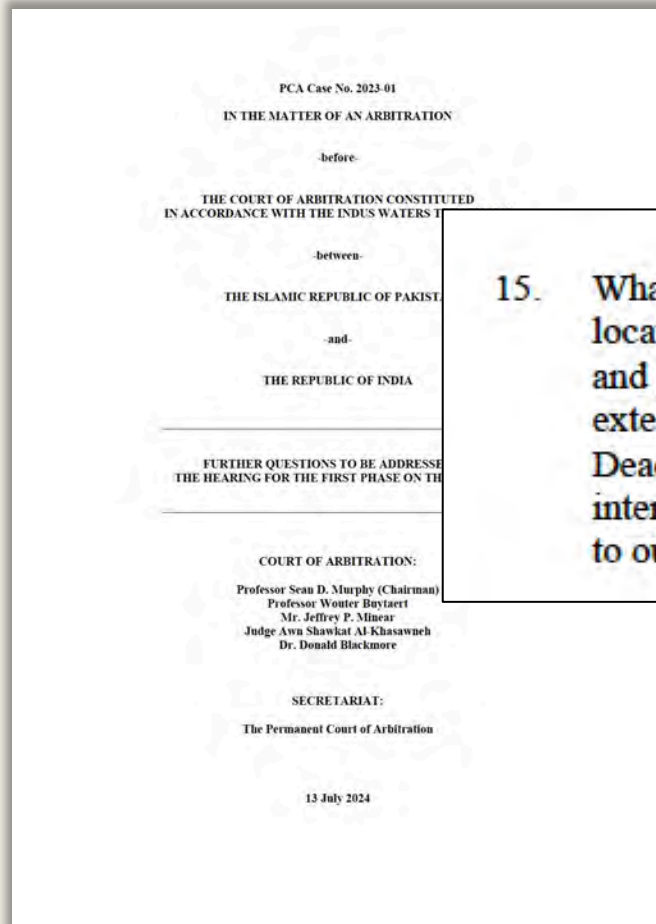 PCA Case No. 2023-01
IN THE MATTER OF AN ARBITRATION
-before-
THE COURT OF ARBITRATION CONSTITUTED
IN ACCORDANCE WITH THE INDUS WATERS T
-between-
THE ISLAMIC REPUBLIC OF PAKIST
-and-
THE REPUBLIC OF INDIA
FURTHER QUESTIONS TO BE ADDRESSE
THE HEARING FOR THE FIRST PHASE ON TH
COURT OF ARBITRATION:
Professor Sean D. Murphy (Chairman)
Professor Wouter Buytaert
Mr. Jeffrey P. Minear
Judge Awn Shawkat Al-Khasawneh
Dr. Donald Blackmore
SECRETARIAT:
The Permanent Court of Arbitration
13 July 2024
15. Wha
loca
and
exte
Dea
inter
to ou